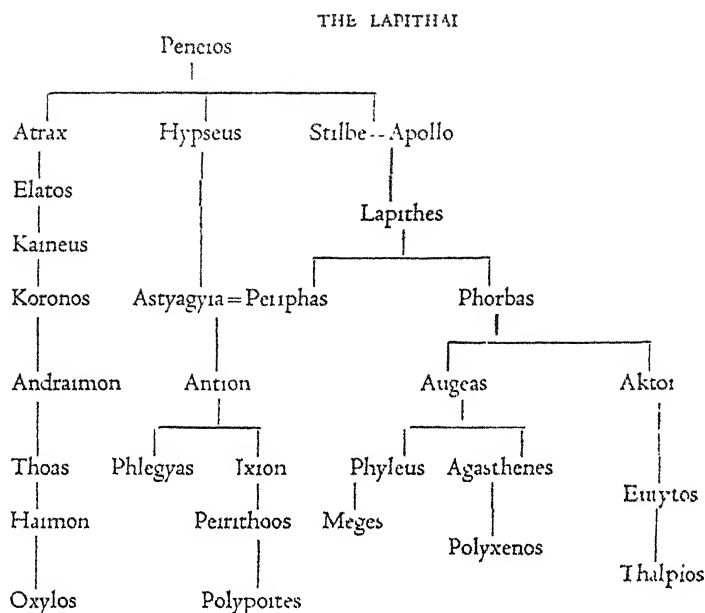 THE LAPITHAI
Peneios
Atrax Hypseus Stilbe--Apollo
Elatos
Lapithes
Kaineus
Koronos Astyagyia=Periphas Phorbas
Andraimon Antion Augeas Aktor
Thoas Phlegyas Ixion Phyleus Agasthenes
Eurytos
Haimon Peirithoos Meges
Polyxenos
Thalpios
Oxylos Polypoites